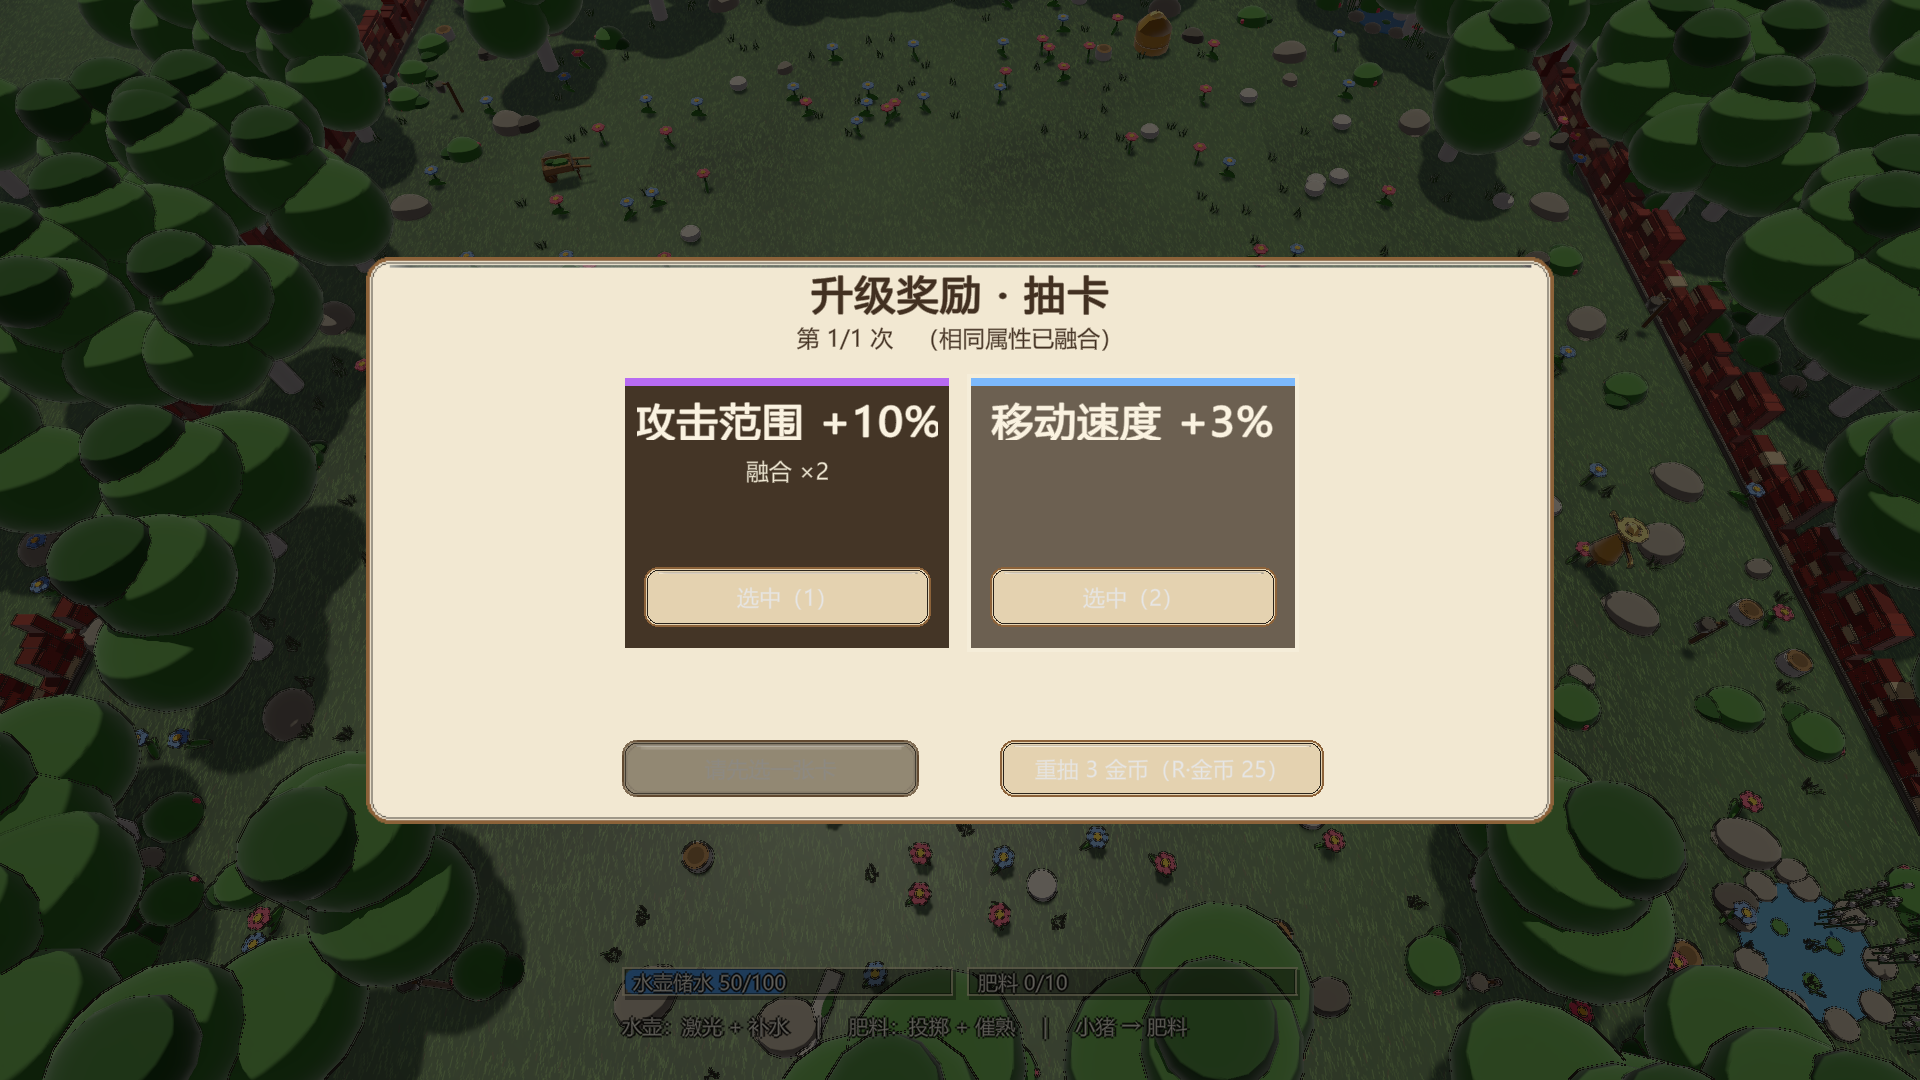 升级奖励 · 抽卡
第 1/1 次 （相同属性已融合）
攻击范围 +10%
融合 ×2
选中（1）
移动速度 +3%
选中（2）
重抽 3 金币（R·金币 25）
水壶储水 50/100
肥料 0/10
水壶：激光 + 补水 | 肥料：投掷 + 催熟 | 小猪 → 肥料